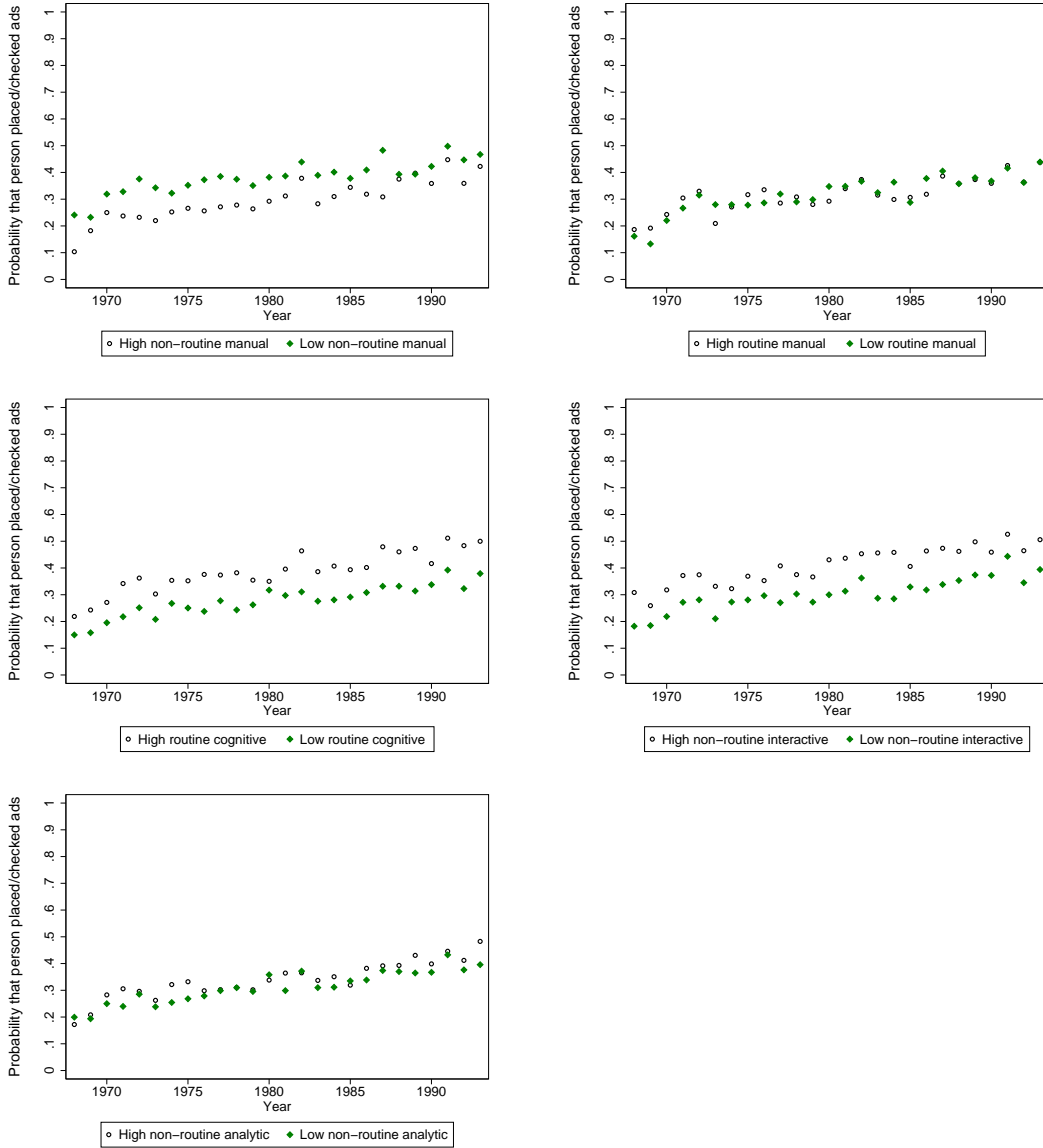 Probability that person placed/checked ads
0 .1 .2 .3 .4 .5 .6 .7 .8 .9 1
1970 1975 1980 1985 1990
Year
High non−routine manual Low non−routine manual
Probability that person placed/checked ads
0 .1 .2 .3 .4 .5 .6 .7 .8 .9 1
1970 1975 1980 1985 1990
Year
High routine manual Low routine manual
Probability that person placed/checked ads
0 .1 .2 .3 .4 .5 .6 .7 .8 .9 1
1970 1975 1980 1985 1990
Year
High routine cognitive Low routine cognitive
Probability that person placed/checked ads
0 .1 .2 .3 .4 .5 .6 .7 .8 .9 1
1970 1975 1980 1985 1990
Year
High non−routine interactive Low non−routine interactive
Probability that person placed/checked ads
0 .1 .2 .3 .4 .5 .6 .7 .8 .9 1
1970 1975 1980 1985 1990
Year
High non−routine analytic Low non−routine analytic